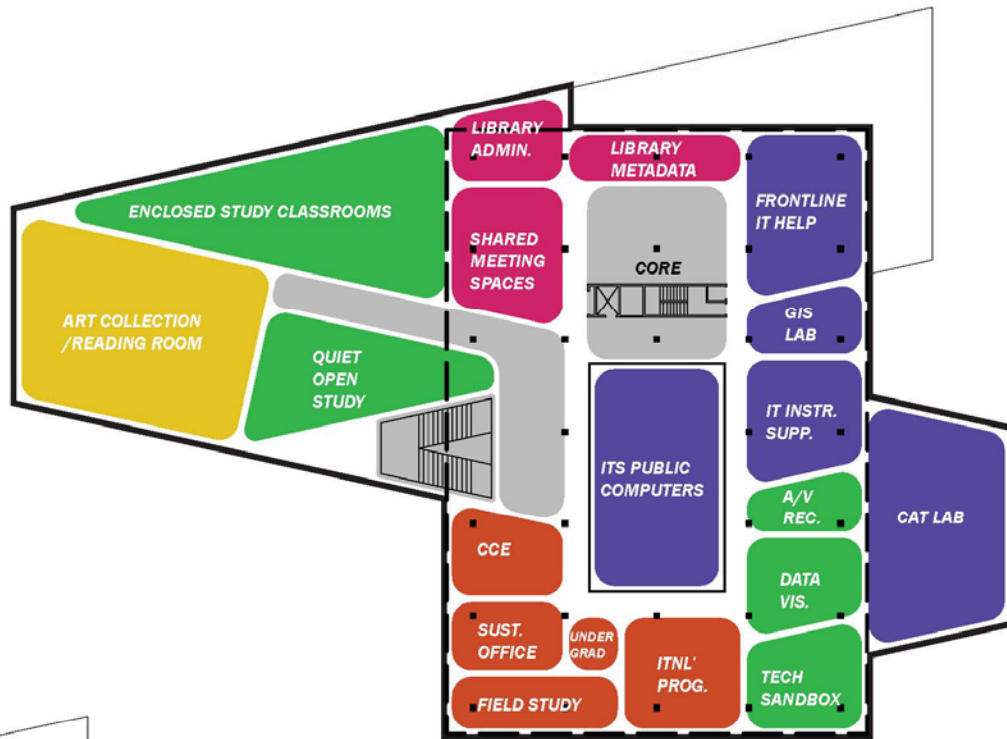 LIBRARY
ADMIN.
LIBRARY
METADATA
ENCLOSED STUDY CLASSROOMS
FRONTLINE
IT HELP
SHARED
MEETING
SPACES
CORE
ART COLLECTION
/READING ROOM
GIS
LAB
QUIET
OPEN
STUDY
IT INSTR.
SUPP.
ITS PUBLIC
COMPUTERS
A/V
REC.
CAT LAB
CCE
DATA
VIS.
SUST.
OFFICE
UNDER
GRAD
ITNL'
PROG.
TECH
SANDBOX
FIELD STUDY